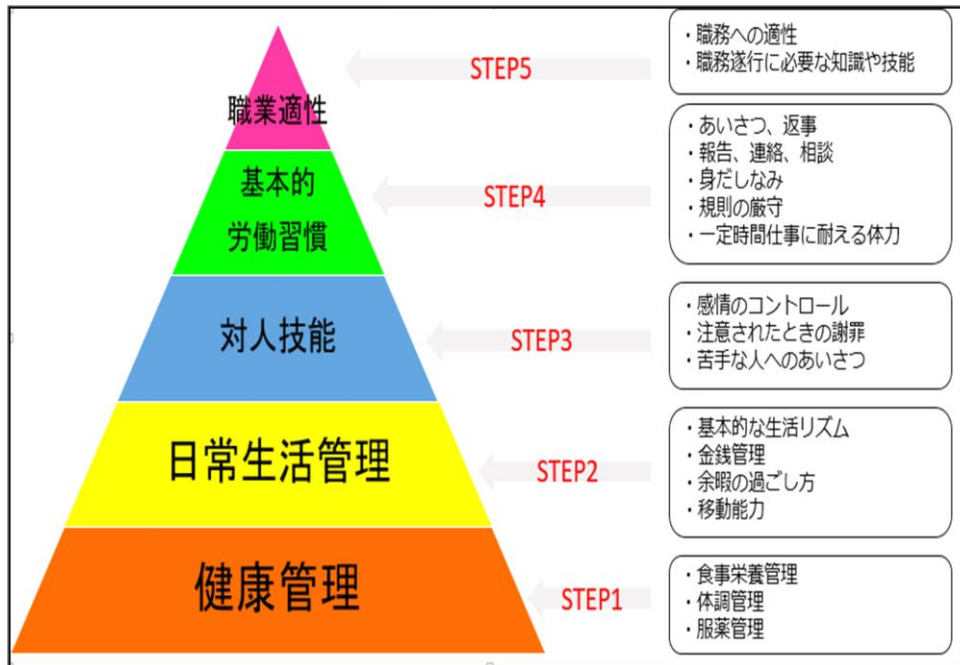 職業適性
STEP5
・職務への適性
・職務遂行に必要な知識や技能
基本的
労働習慣
STEP4
・あいさつ、返事
・報告、連絡、相談
・身だしなみ
・規則の厳守
・一定時間仕事に耐える体力
対人技能
STEP3
・感情のコントロール
・注意されたときの謝罪
・苦手な人へのあいさつ
日常生活管理
STEP2
・基本的な生活リズム
・金銭管理
・余暇の過ごし方
・移動能力
健康管理
STEP1
・食事栄養管理
・体調管理
・服薬管理